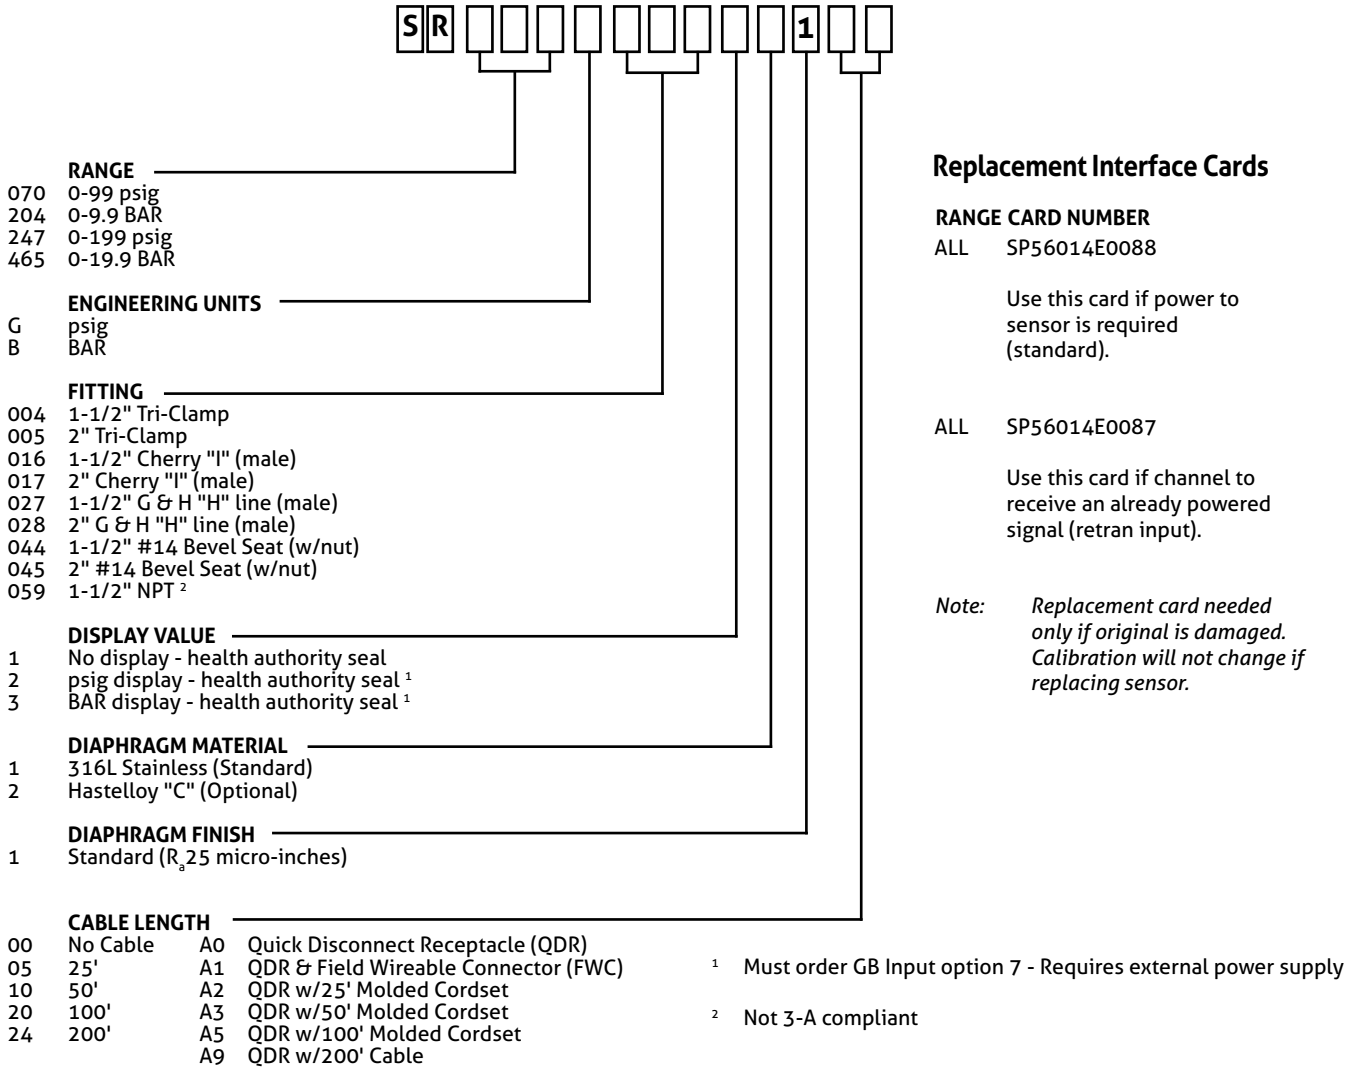 S R 1
RANGE
070 0-99 psig
204 0-9.9 BAR
247 0-199 psig
465 0-19.9 BAR
ENGINEERING UNITS
G psig
B BAR
FITTING
004 1-1/2" Tri-Clamp
005 2" Tri-Clamp
016 1-1/2" Cherry "I" (male)
017 2" Cherry "I" (male)
027 1-1/2" G & H "H" line (male)
028 2" G & H "H" line (male)
044 1-1/2" #14 Bevel Seat (w/nut)
045 2" #14 Bevel Seat (w/nut)
059 1-1/2" NPT ²
DISPLAY VALUE
1 No display - health authority seal
2 psig display - health authority seal ¹
3 BAR display - health authority seal ¹
DIAPHRAGM MATERIAL
1 316L Stainless (Standard)
2 Hastelloy "C" (Optional)
DIAPHRAGM FINISH
1 Standard (Rₐ25 micro-inches)
CABLE LENGTH
00 No Cable A0 Quick Disconnect Receptacle (QDR)
05 25' A1 QDR & Field Wireable Connector (FWC)
10 50' A2 QDR w/25' Molded Cordset
20 100' A3 QDR w/50' Molded Cordset
24 200' A5 QDR w/100' Molded Cordset
A9 QDR w/200' Cable
Replacement Interface Cards
RANGE CARD NUMBER
ALL SP56014E0088
Use this card if power to
sensor is required
(standard).
ALL SP56014E0087
Use this card if channel to
receive an already powered
signal (retran input).
Note: Replacement card needed
only if original is damaged.
Calibration will not change if
replacing sensor.
¹ Must order GB Input option 7 - Requires external power supply
² Not 3-A compliant